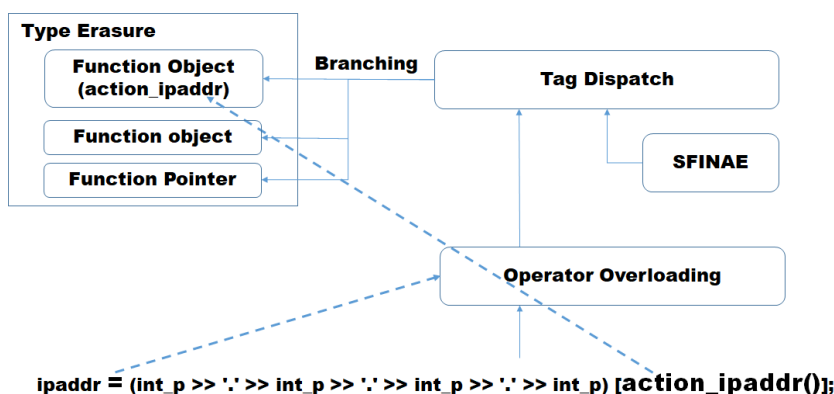 Type Erasure
Function Object
(action_ipaddr)
Function object
Function Pointer
Branching
Tag Dispatch
SFINAE
Operator Overloading
ipaddr = (int_p >> '.' >> int_p >> '.' >> int_p >> '.' >> int_p) [action_ipaddr()];